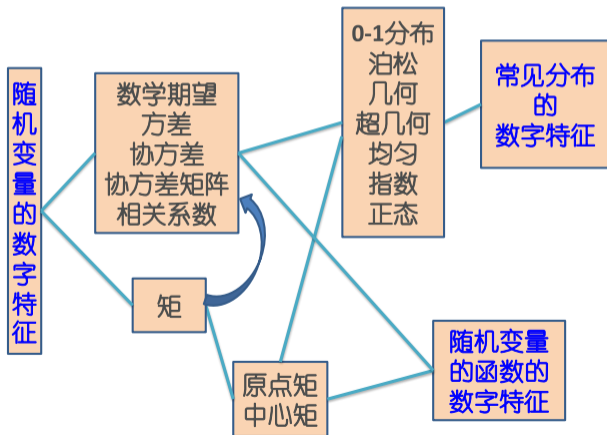 随机变量的数字特征
数学期望
方差
协方差
协方差矩阵
相关系数
矩
原点矩
中心矩
0-1分布
泊松
几何
超几何
均匀
指数
正态
常见分布
的
数字特征
随机变量
的函数的
数字特征